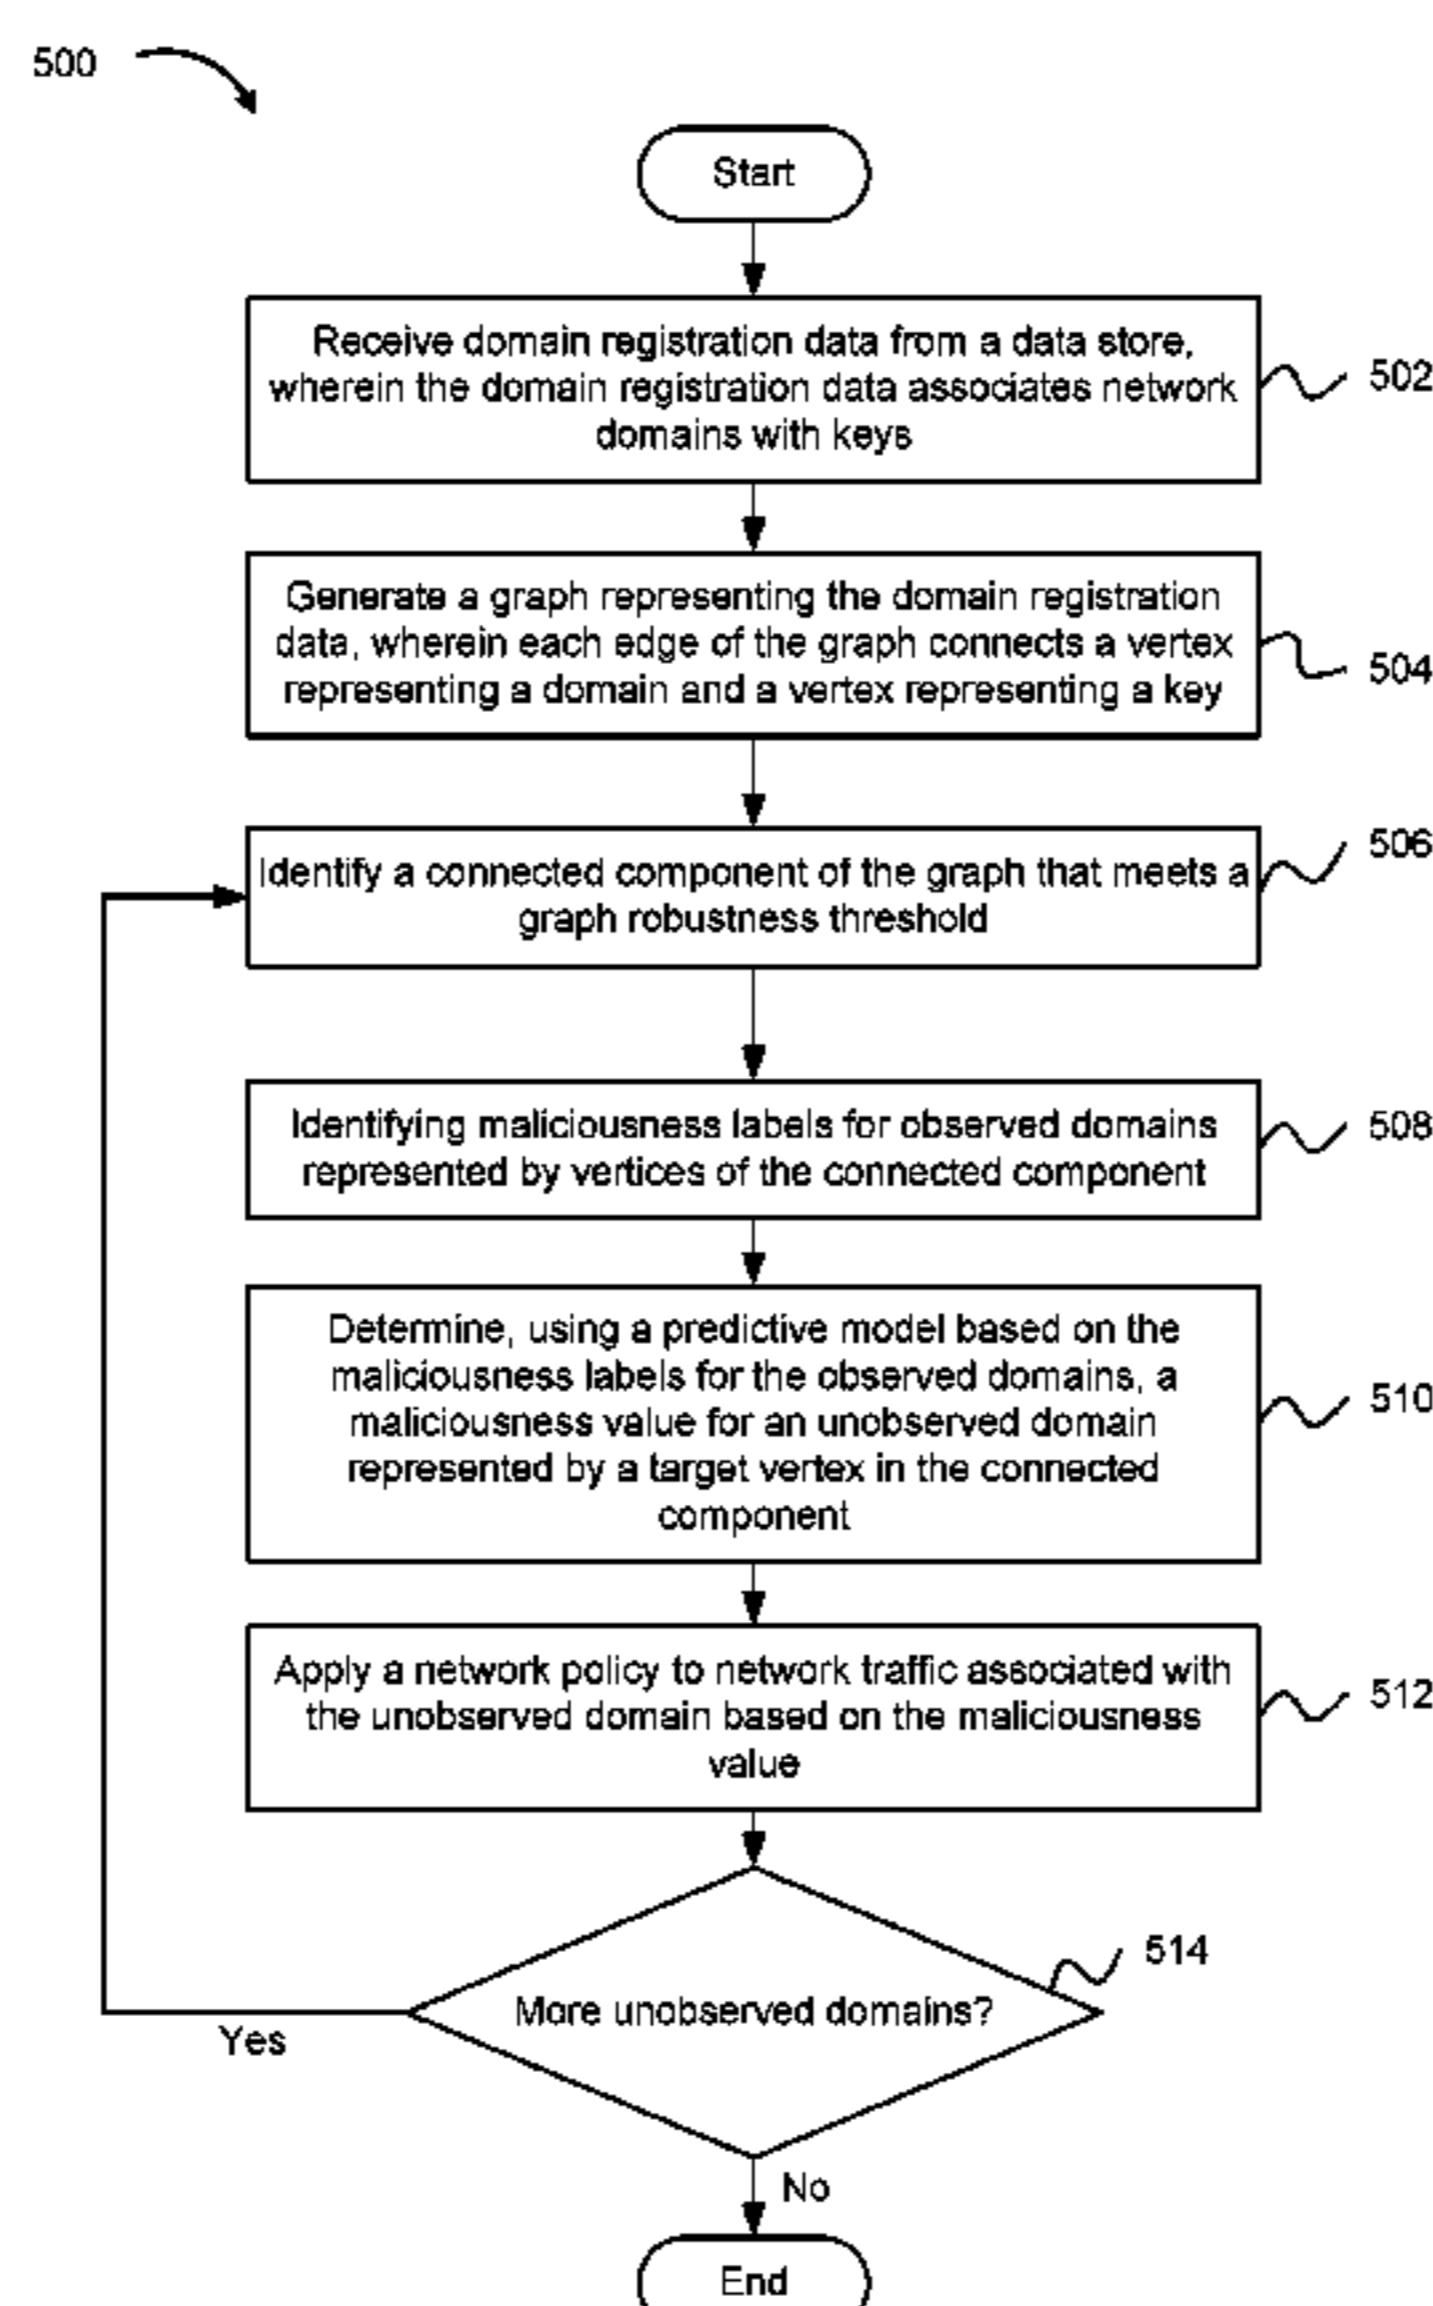 500
Start
Receive domain registration data from a data store,
wherein the domain registration data associates network
domains with keys
502
Generate a graph representing the domain registration
data, wherein each edge of the graph connects a vertex
representing a domain and a vertex representing a key
504
Identify a connected component of the graph that meets a
graph robustness threshold
506
Identifying maliciousness labels for observed domains
represented by vertices of the connected component
508
Determine, using a predictive model based on the
maliciousness labels for the observed domains, a
maliciousness value for an unobserved domain
represented by a target vertex in the connected
component
510
Apply a network policy to network traffic associated with
the unobserved domain based on the maliciousness
value
512
514
More unobserved domains?
Yes
No
End